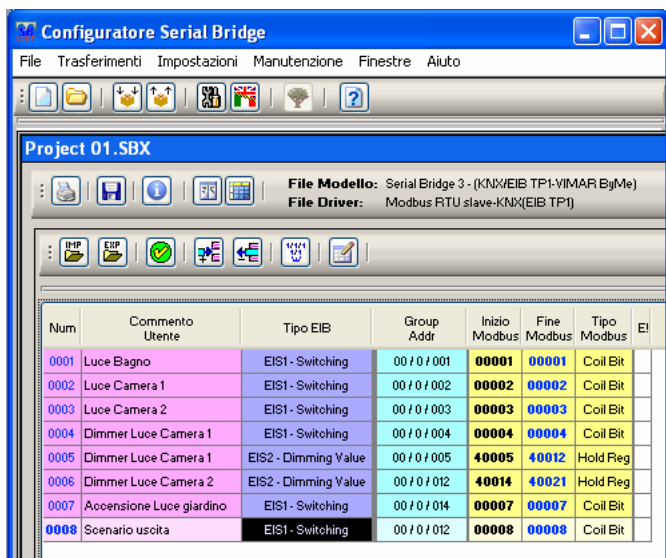 Configuratore Serial Bridge
File Trasferimenti Impostazioni Manutenzione Finestre Aiuto
Project 01.SBX
File Modello: Serial Bridge 3 - (KNX/EIB TP1-VIMAR ByMe)
File Driver: Modbus RTU slave-KNX(EIB TP1)
IMP EXP
Num Commento Utente Tipo EIB Group Addr Inizio Modbus Fine Modbus Tipo Modbus E!
0001 Luce Bagno EIS1 - Switching 00 / 0 / 001 00001 00001 Coil Bit
0002 Luce Camera 1 EIS1 - Switching 00 / 0 / 002 00002 00002 Coil Bit
0003 Luce Camera 2 EIS1 - Switching 00 / 0 / 003 00003 00003 Coil Bit
0004 Dimmer Luce Camera 1 EIS1 - Switching 00 / 0 / 004 00004 00004 Coil Bit
0005 Dimmer Luce Camera 1 EIS2 - Dimming Value 00 / 0 / 005 40005 40012 Hold Reg
0006 Dimmer Luce Camera 2 EIS2 - Dimming Value 00 / 0 / 012 40014 40021 Hold Reg
0007 Accensione Luce giardino EIS1 - Switching 00 / 0 / 014 00007 00007 Coil Bit
0008 Scenario uscita EIS1 - Switching 00 / 0 / 012 00008 00008 Coil Bit